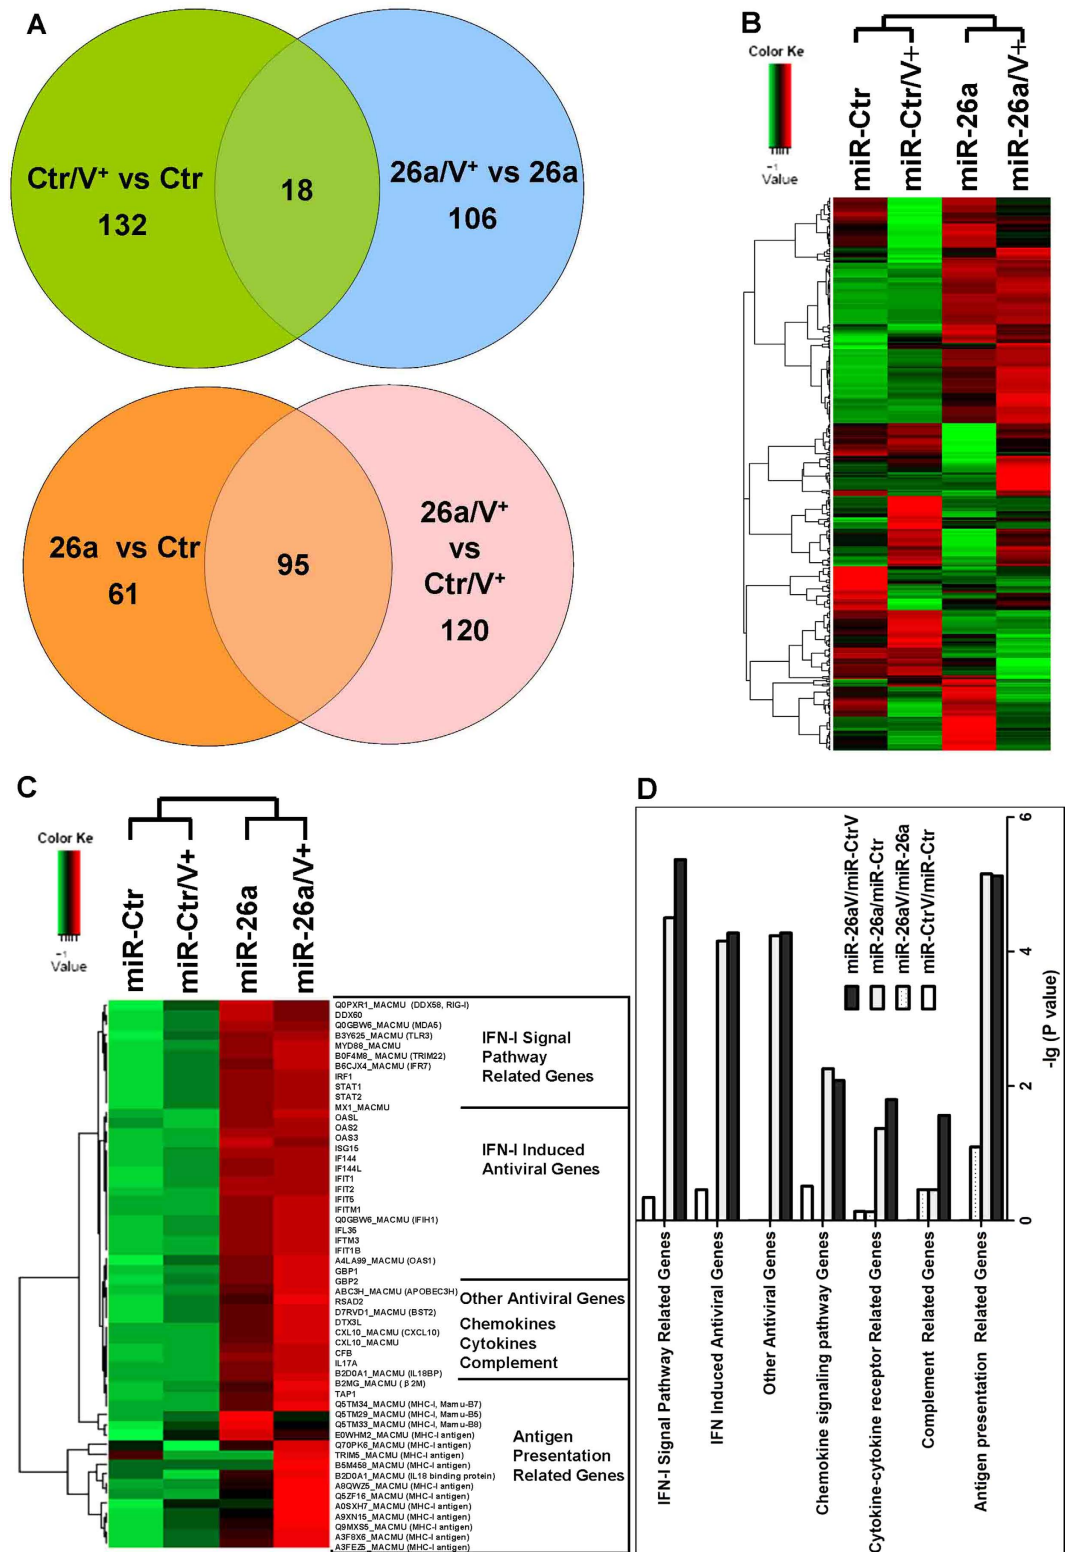 A
Ctr/V+ vs Ctr
132
18
26a/V+ vs 26a
106
26a vs Ctr
61
95
26a/V+
vs
Ctr/V+
120
B
Color Ke
-1
Value
miR-Ctr
miR-Ctr/V+
miR-26a
miR-26a/V+
C
Color Ke
-1
Value
miR-Ctr
miR-Ctr/V+
miR-26a
miR-26a/V+
Q0PXR1_MACMU (DDX58, RIG-I)
DDX60
Q0GBW6_MACMU (MDA5)
B3Y625_MACMU (TLR3)
MYD88_MACMU
B0F4M8_MACMU (TRIM22)
B6CJX4_MACMU (IFR7)
IRF1
STAT1
STAT2
MX1_MACMU
OASL
OAS2
OAS3
ISG15
IF144
IF144L
IFIT1
IFIT2
IFIT5
IFITM1
Q0GBW6_MACMU (IFIH1)
IFL35
IFTM3
IFIT1B
A4LA99_MACMU (OAS1)
GBP1
GBP2
ABC3H_MACMU (APOBEC3H)
RSAD2
D7RVD1_MACMU (BST2)
DTX3L
CXL10_MACMU (CXCL10)
CXL10_MACMU
CFB
IL17A
B2D0A1_MACMU (IL18BP)
B2MG_MACMU (β2M)
TAP1
Q5TM34_MACMU (MHC-I, Mamu-B7)
Q5TM29_MACMU (MHC-I, Mamu-B5)
Q5TM33_MACMU (MHC-I, Mamu-B8)
E0WHM2_MACMU (MHC-I antigen)
Q70PK6_MACMU (MHC-I antigen)
TRIM5_MACMU (MHC-I antigen)
B5M458_MACMU (MHC-I antigen)
B2D0A1_MACMU (IL18 binding protein)
A8QWZ5_MACMU (MHC-I antigen)
Q5ZF16_MACMU (MHC-I antigen)
A0SXH7_MACMU (MHC-I antigen)
A9XN15_MACMU (MHC-I antigen)
Q9MXS5_MACMU (MHC-I antigen)
A3F8X6_MACMU (MHC-I antigen)
A3FEZ5_MACMU (MHC-I antigen)
IFN-I Signal
Pathway
Related Genes
IFN-I Induced
Antiviral Genes
Other Antiviral Genes
Chemokines
Cytokines
Complement
Antigen
Presentation
Related Genes
D
miR-26aV/miR-CtrV
miR-26a/miR-Ctr
miR-26aV/miR-26a
miR-CtrV/miR-Ctr
6
4
2
0
-lg (P value)
IFN-I Signal Pathway Related Genes
IFN Induced Antiviral Genes
Other Antiviral Genes
Chemokine signaling pathway Genes
Cytokine-cytokine receptor Related Genes
Complement Related Genes
Antigen presentation Related Genes